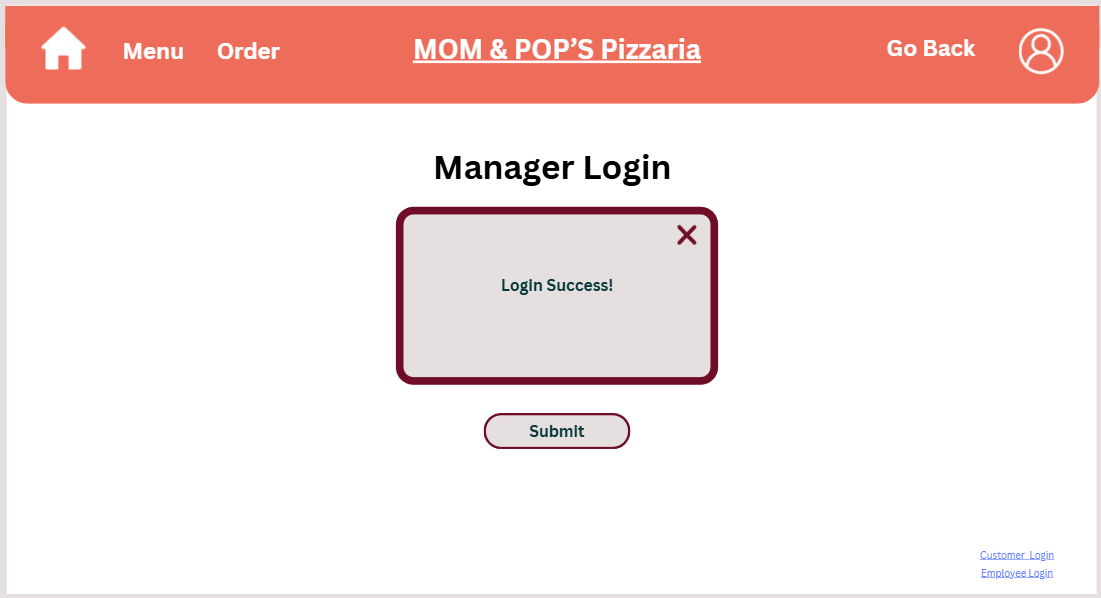 Menu
Order
MOM & POP’S Pizzaria
Go Back
Manager Login
Login Success!
Submit
Customer Login
Employee Login